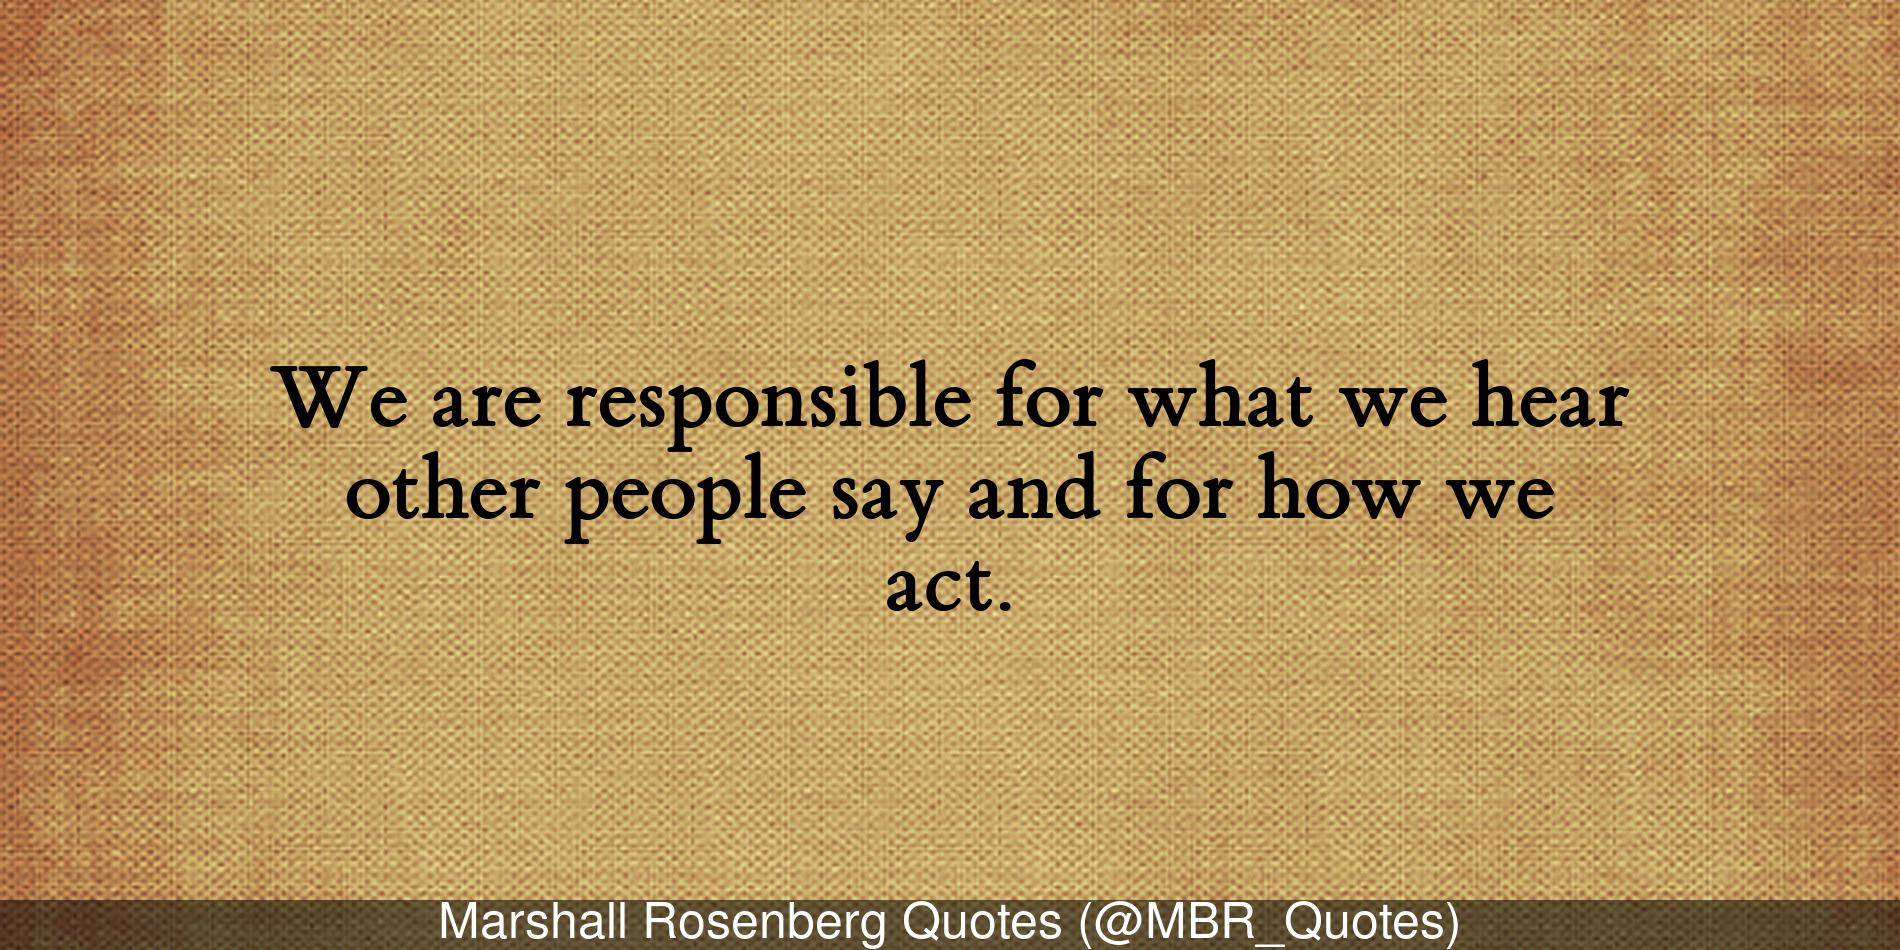 We are responsible for what we hear
other people say and for how we
act.
Marshall Rosenberg Quotes (@MBR_Quotes)